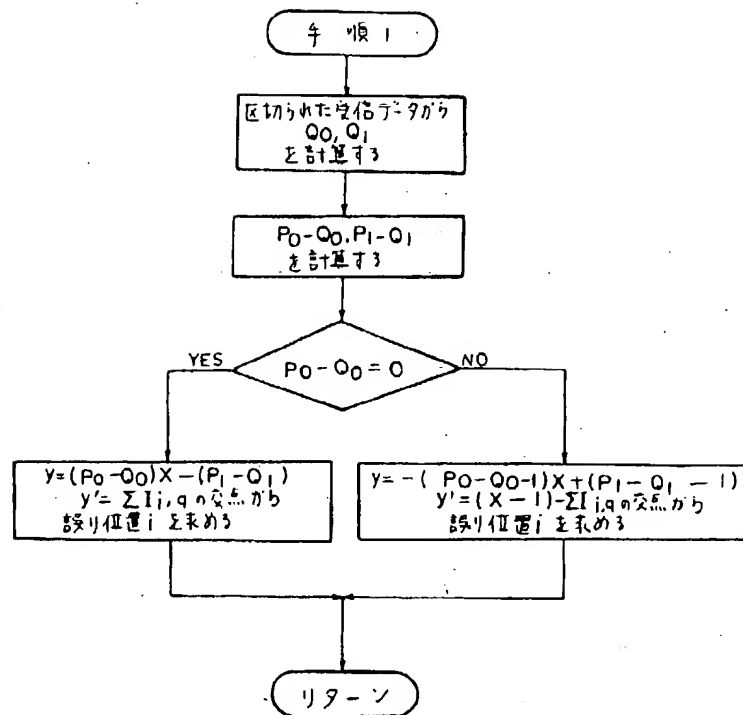 手順1
区切られた受信データから
Q0, Q1
を計算する
P0-Q0, P1-Q1
を計算する
P0-Q0=0
YES
NO
y=(P0-Q0)X-(P1-Q1)
y'=ΣIj,qの交点から
誤り位置iを求める
y=-(P0-Q0-1)X+(P1-Q1-1)
y'=(X-1)-ΣIj,qの交点から
誤り位置iを求める
リターン